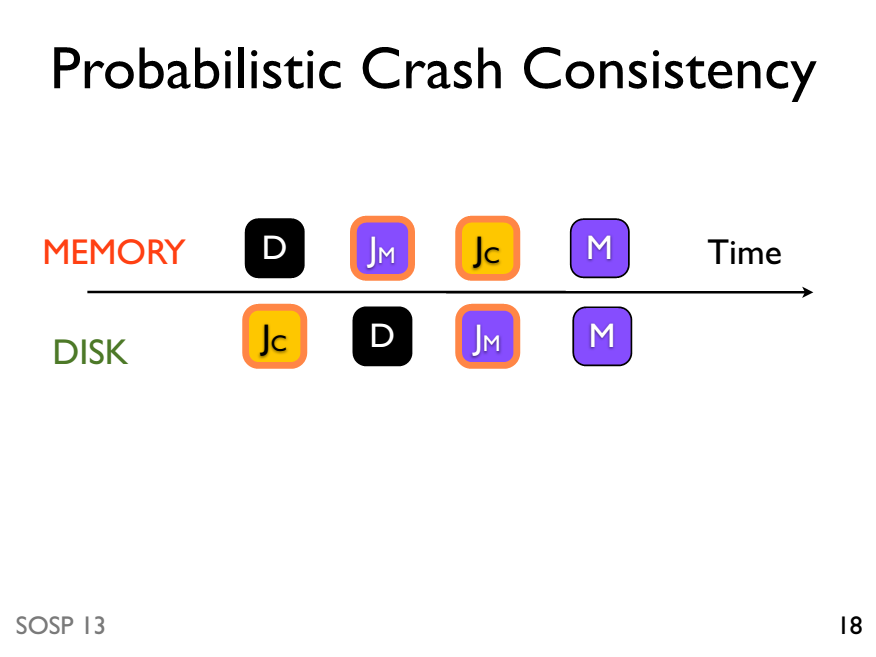 Probabilistic Crash Consistency
MEMORY D JM JC M Time
DISK JC D JM M
SOSP 13 18